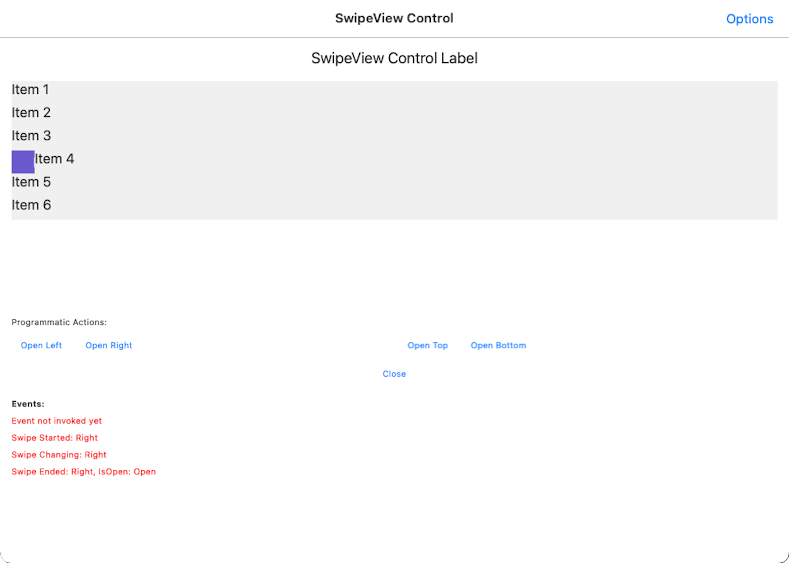 SwipeView Control
Options
SwipeView Control Label
Item 1
Item 2
Item 3
Item 4
Item 5
Item 6
Programmatic Actions:
Open Left Open Right Open Top Open Bottom
Close
Events:
Event not invoked yet
Swipe Started: Right
Swipe Changing: Right
Swipe Ended: Right, IsOpen: Open